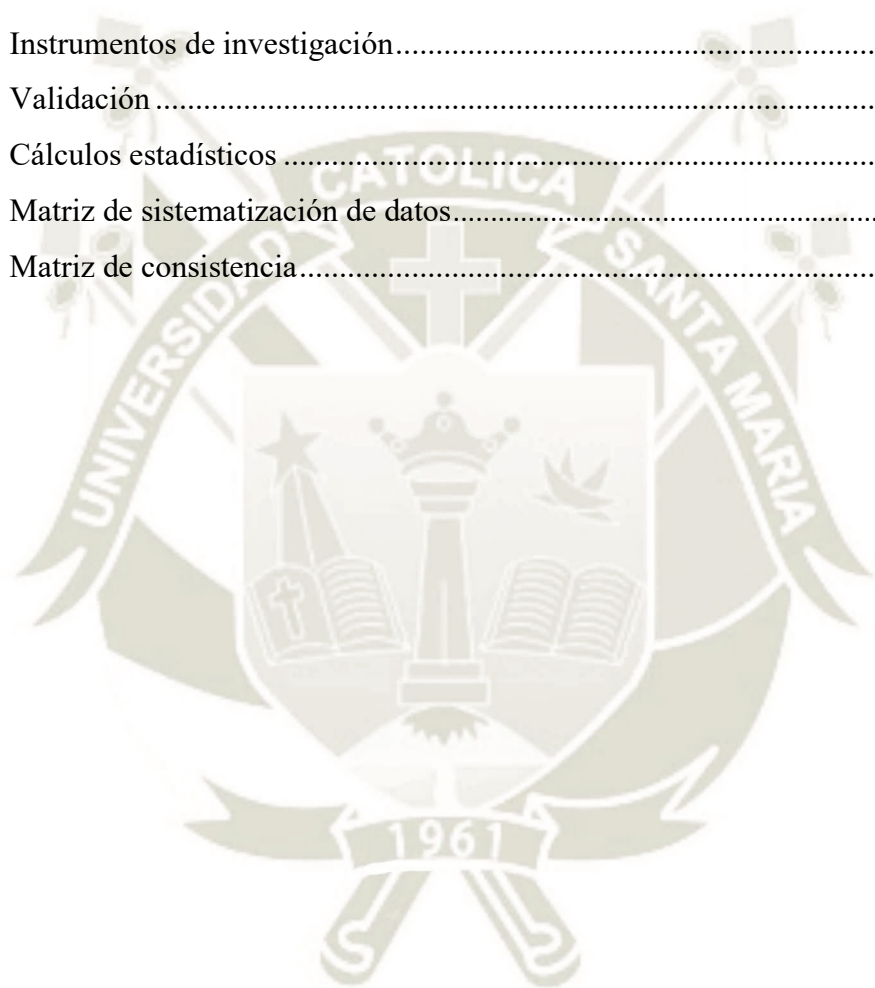 Instrumentos de investigación..........................................................................
Validación ..........................................................................................................
Cálculos estadísticos ........................................................................................
Matriz de sistematización de datos...................................................................
Matriz de consistencia.......................................................................................
UNIVERSIDAD CATOLICA SANTA MARIA
1961